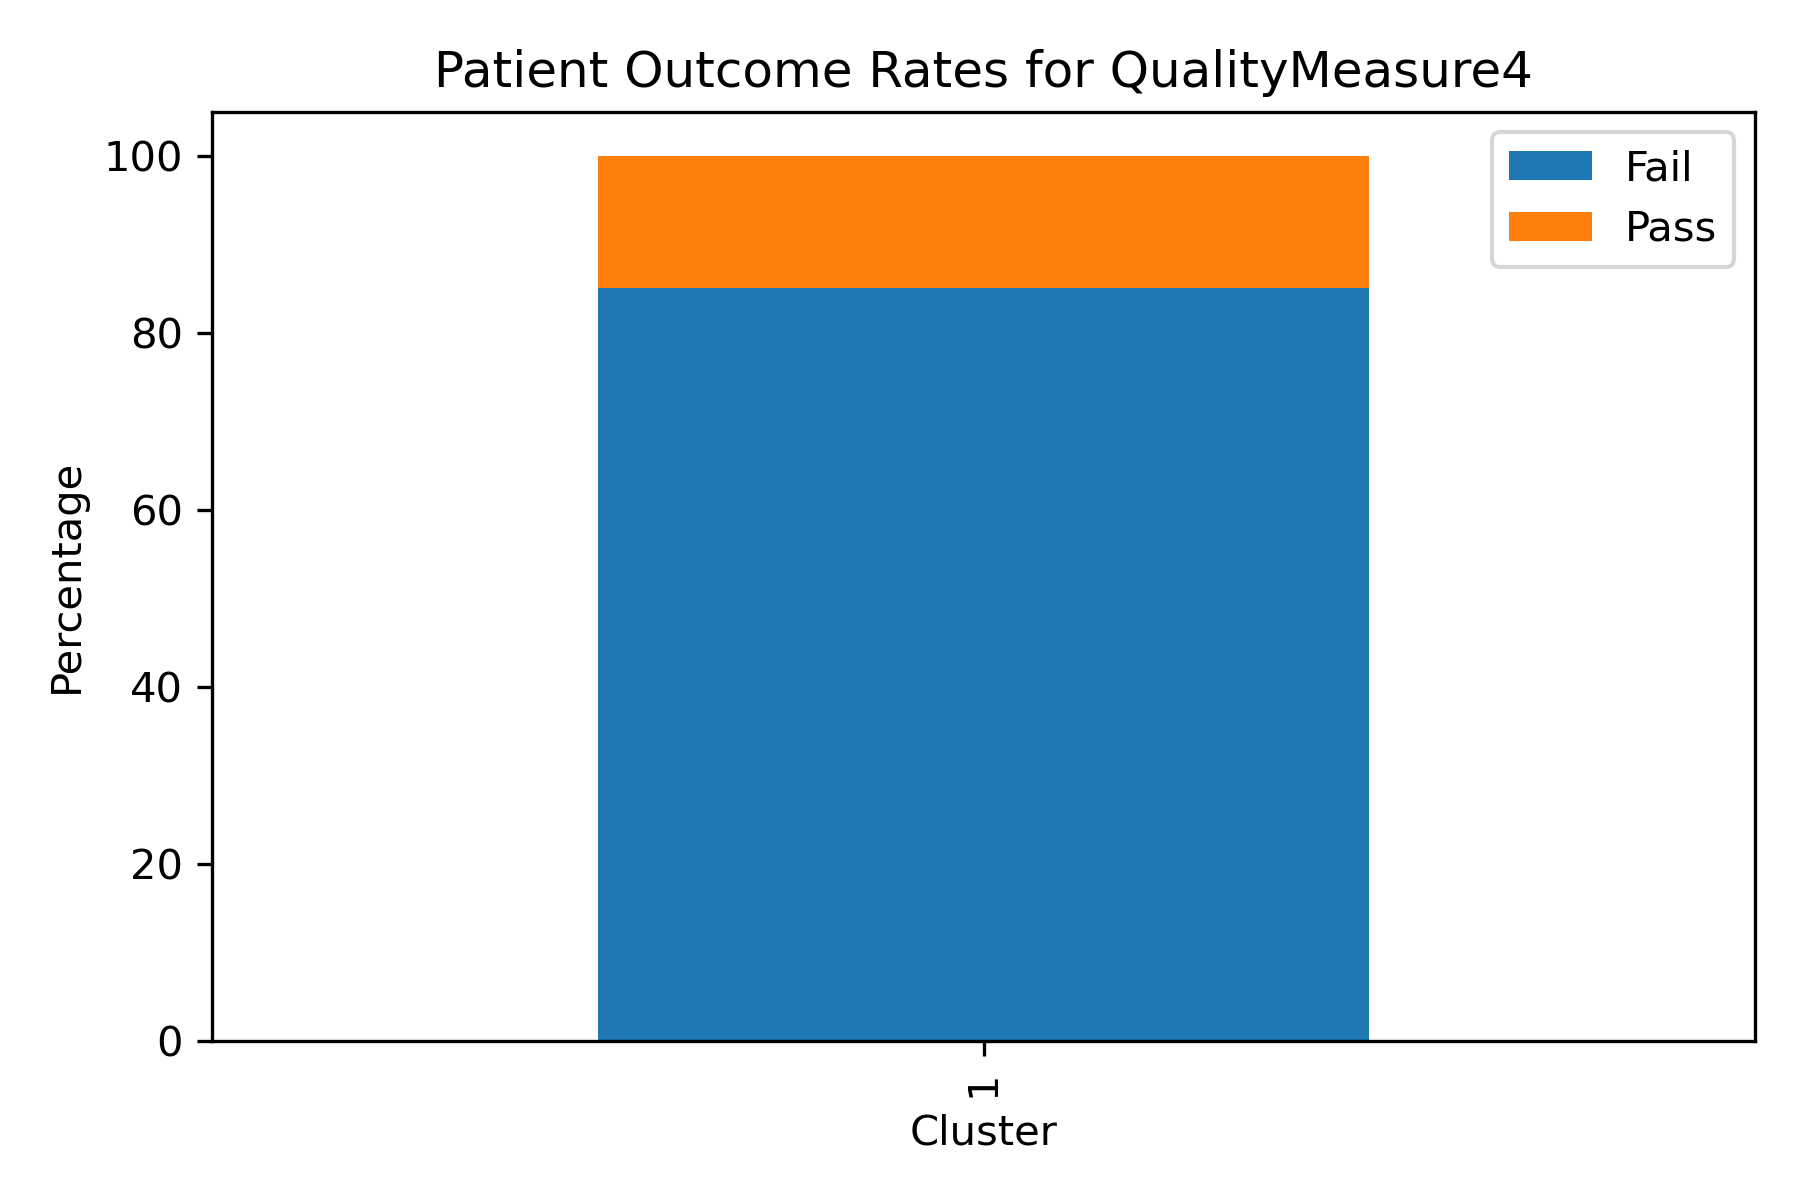 Patient Outcome Rates for QualityMeasure4
Fail
Pass
100
80
60
40
20
0
Percentage
1
Cluster